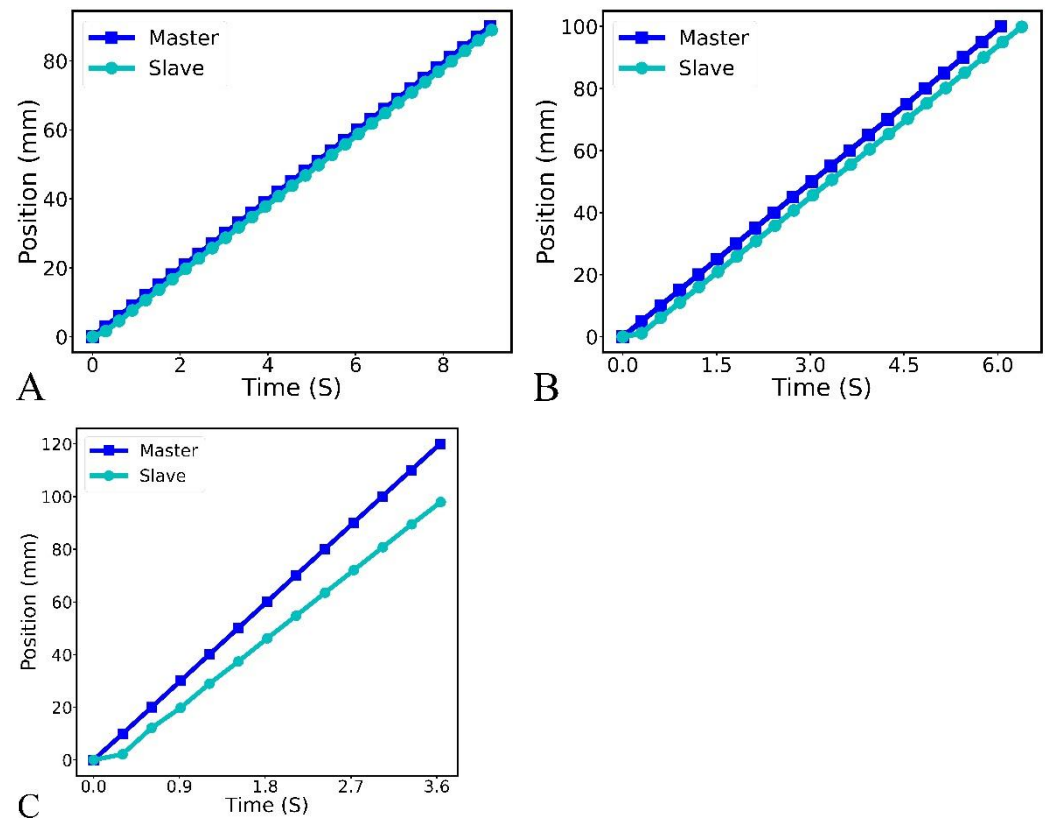 Master
Slave
Position (mm)
80
60
40
20
0
0 2 4 6 8
Time (S)
A
Master
Slave
Position (mm)
100
80
60
40
20
0
0.0 1.5 3.0 4.5 6.0
Time (S)
B
Master
Slave
Position (mm)
120
100
80
60
40
20
0
0.0 0.9 1.8 2.7 3.6
Time (S)
C